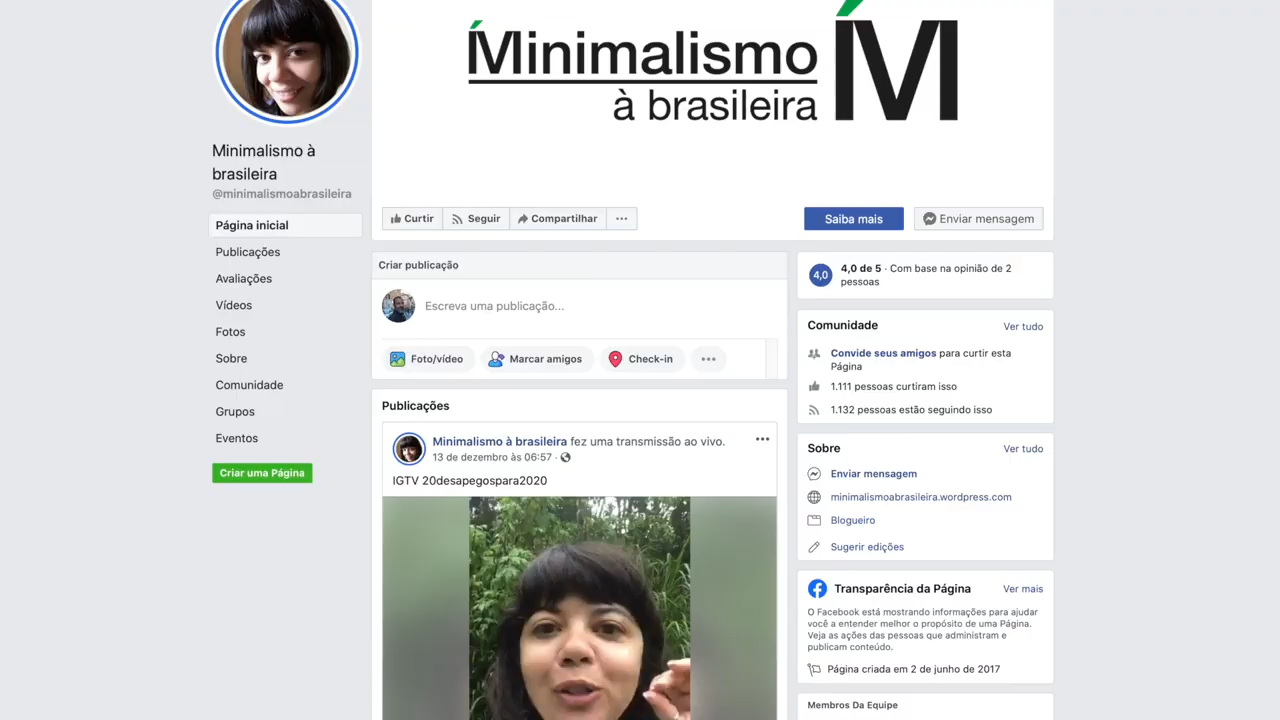 Minimalismo
à brasileira
Ḿ
Minimalismo à
brasileira
@minimalismoabrasileira
Página inicial
Publicações
Avaliações
Vídeos
Fotos
Sobre
Comunidade
Grupos
Eventos
Criar uma Página
Curtir
Seguir
Compartilhar
Saiba mais
Enviar mensagem
Criar publicação
Escreva uma publicação...
Foto/vídeo
Marcar amigos
Check-in
Publicações
Minimalismo à brasileira fez uma transmissão ao vivo.
13 de dezembro às 06:57 ·
IGTV 20desapegospara2020
4,0
4,0 de 5 · Com base na opinião de 2
pessoas
Comunidade
Ver tudo
Convide seus amigos para curtir esta
Página
1.111 pessoas curtiram isso
1.132 pessoas estão seguindo isso
Sobre
Ver tudo
Enviar mensagem
minimalismoabrasileira.wordpress.com
Blogueiro
Sugerir edições
Transparência da Página
Ver mais
O Facebook está mostrando informações para ajudar
você a entender melhor o propósito de uma Página.
Veja as ações das pessoas que administram e
publicam conteúdo.
Página criada em 2 de junho de 2017
Membros Da Equipe